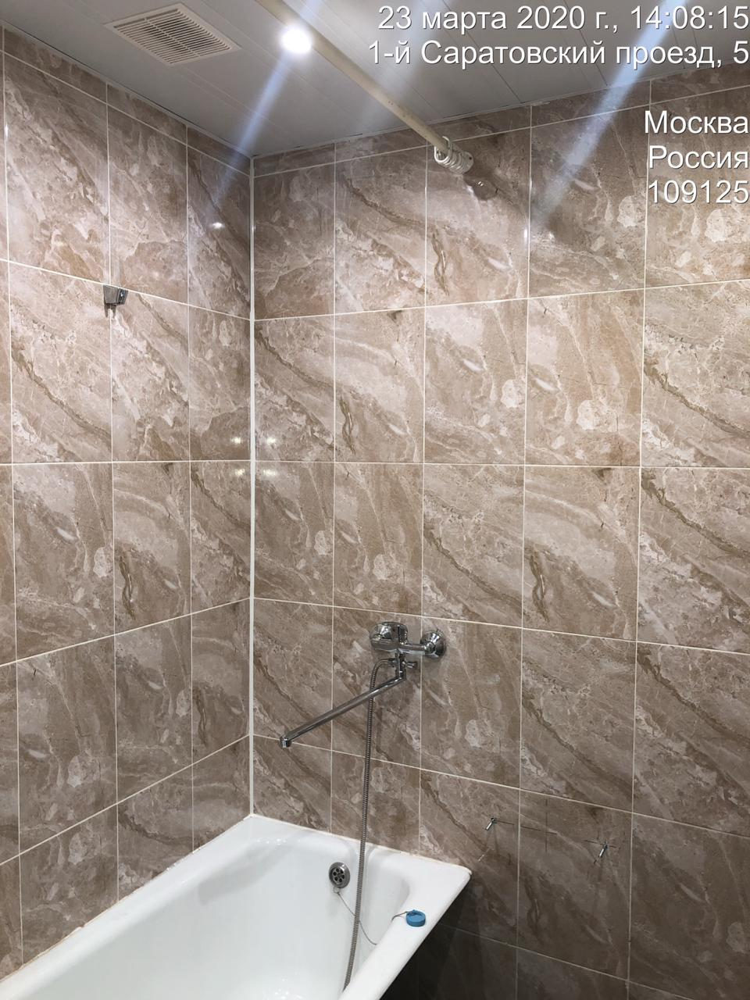 23 марта 2020 г., 14:08:15
1-й Саратовский проезд, 5
Москва
Россия
109125